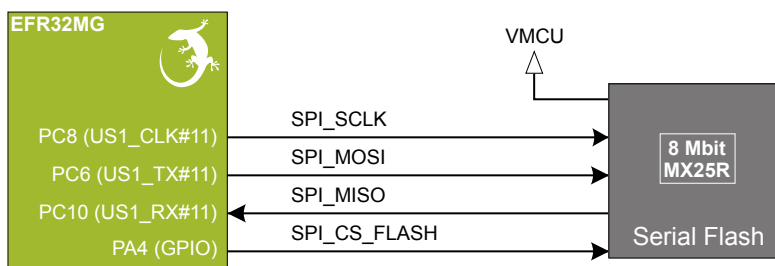 EFR32MG
VMCU
SPI_SCLK
PC8 (US1_CLK#11)
SPI_MOSI
PC6 (US1_TX#11)
SPI_MISO
PC10 (US1_RX#11)
SPI_CS_FLASH
PA4 (GPIO)
8 Mbit
MX25R
Serial Flash